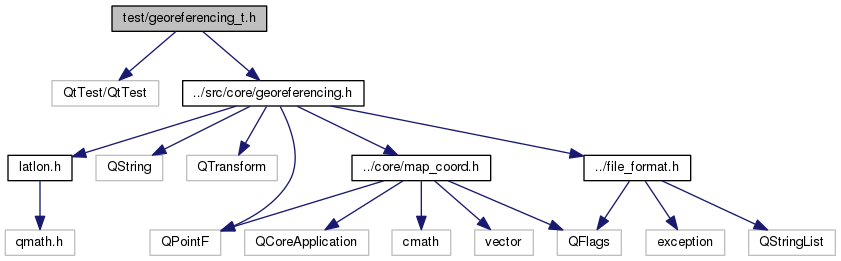 test/georeferencing_t.h
QtTest/QtTest
../src/core/georeferencing.h
latlon.h
QString
QTransform
../core/map_coord.h
../file_format.h
qmath.h
QPointF
QCoreApplication
cmath
vector
QFlags
exception
QStringList